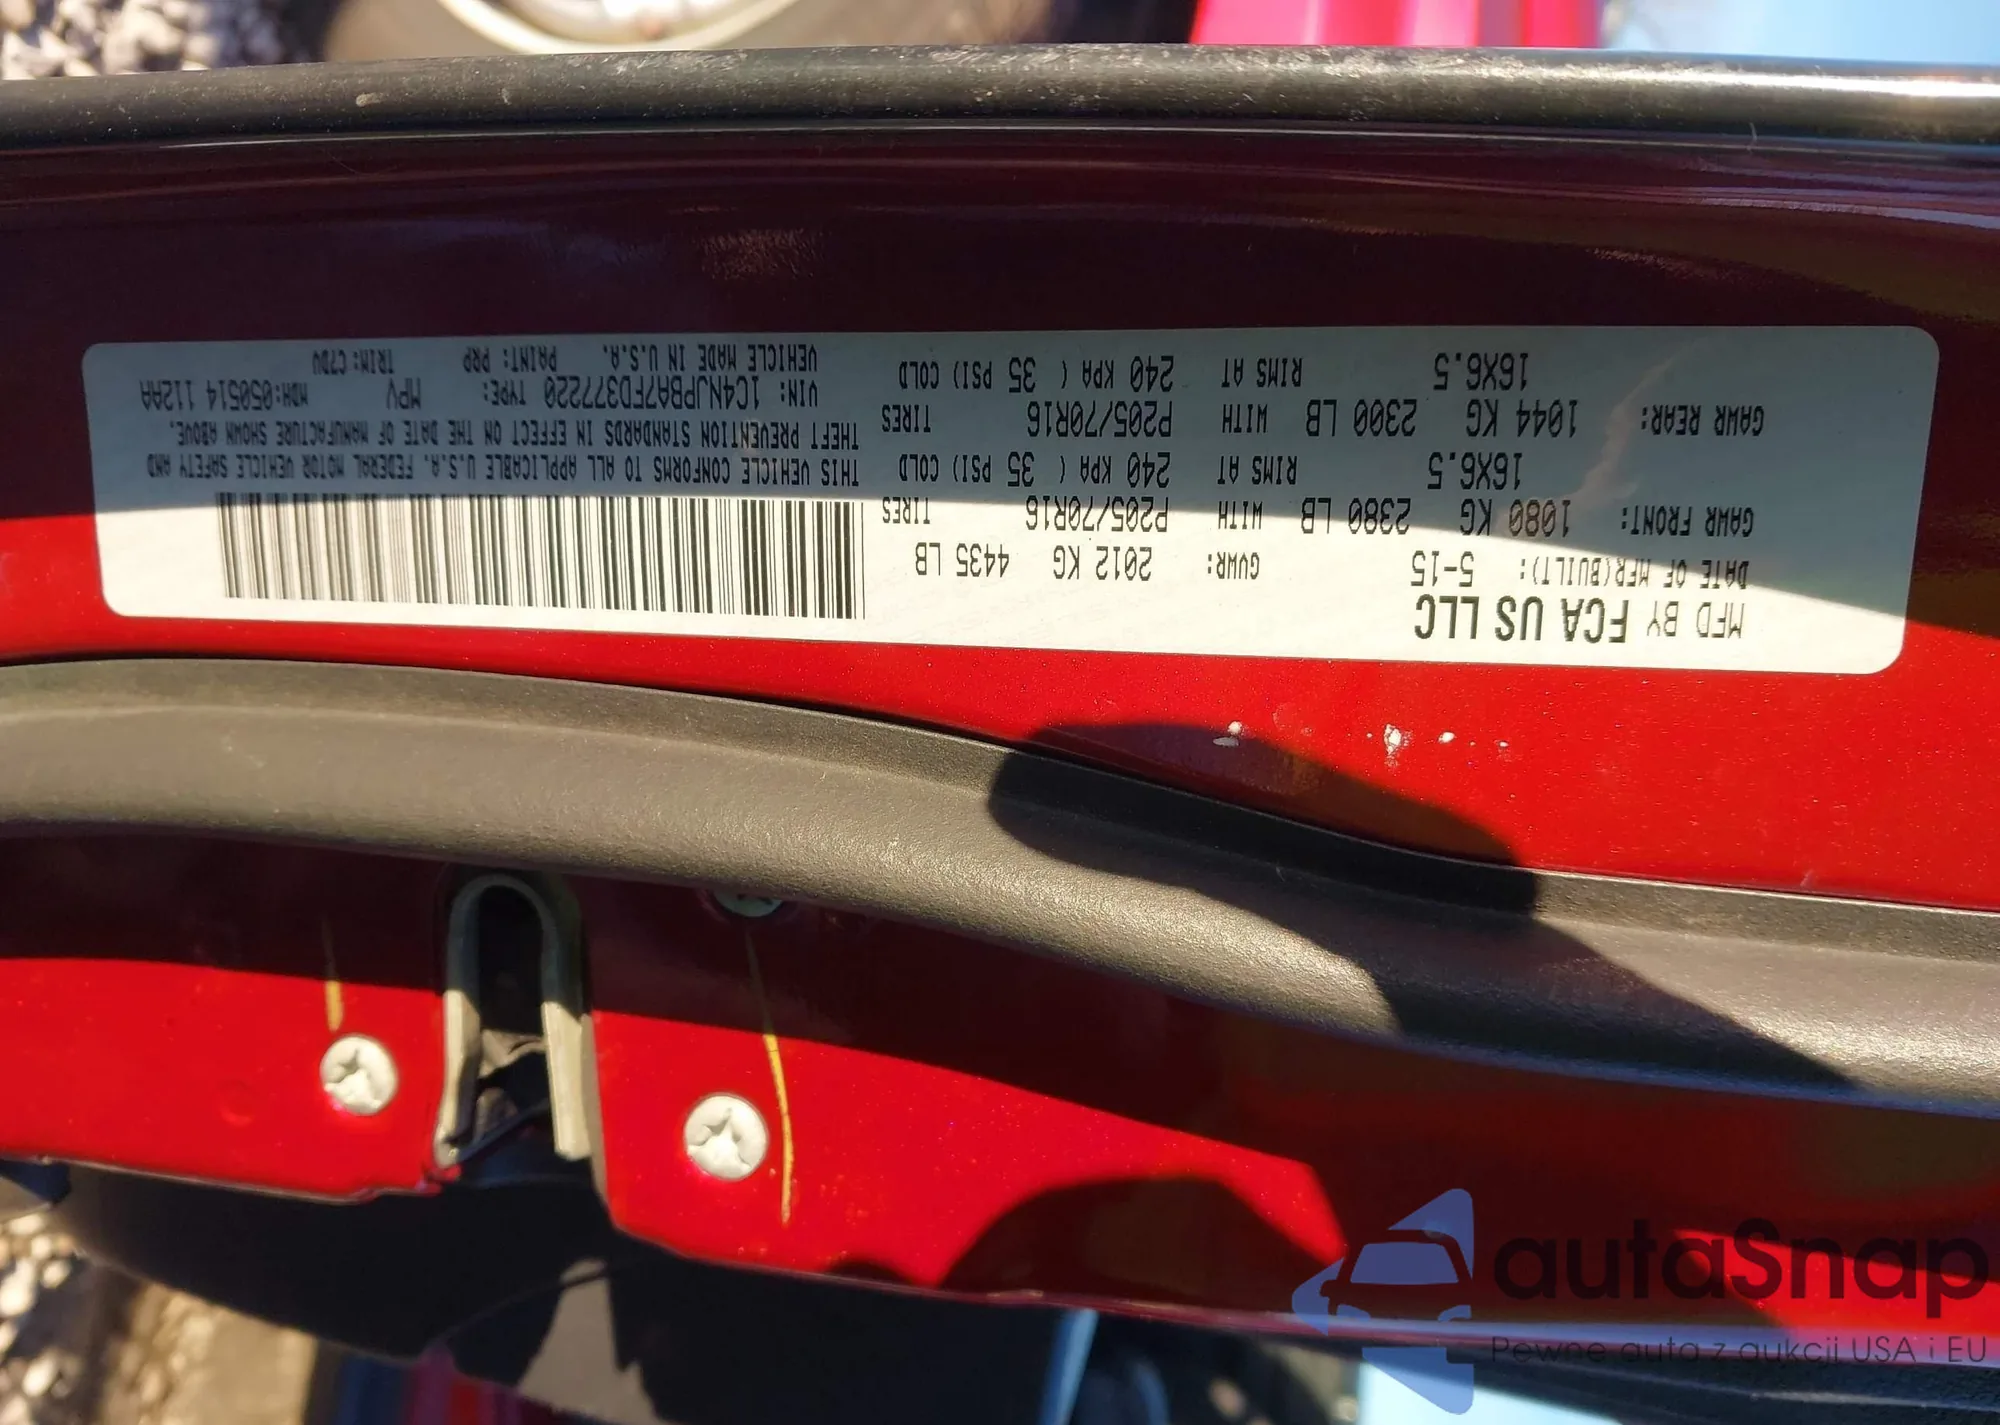 MFD BY FCA US LLC
DATE OF MFR(BUILT): 5-15 GVWR: 2012 KG 4435 LB
GAWR FRONT: 1080 KG 2380 LB WITH P205/70R16 TIRES
16X6.5 RIMS AT 240 KPA ( 35 PSI) COLD
GAWR REAR: 1044 KG 2300 LB WITH P205/70R16 TIRES
16X6.5 RIMS AT 240 KPA ( 35 PSI) COLD
THIS VEHICLE CONFORMS TO ALL APPLICABLE U.S.A. FEDERAL MOTOR VEHICLE SAFETY AND
THEFT PREVENTION STANDARDS IN EFFECT ON THE DATE OF MANUFACTURE SHOWN ABOVE.
VIN: 1C4NJPBA7FD377220 TYPE: MPV MDH:050514 112AA
VEHICLE MADE IN U.S.A. PAINT: PRP TRIM: C7DV
autaSnap
Pewne auta z aukcji USA i EU